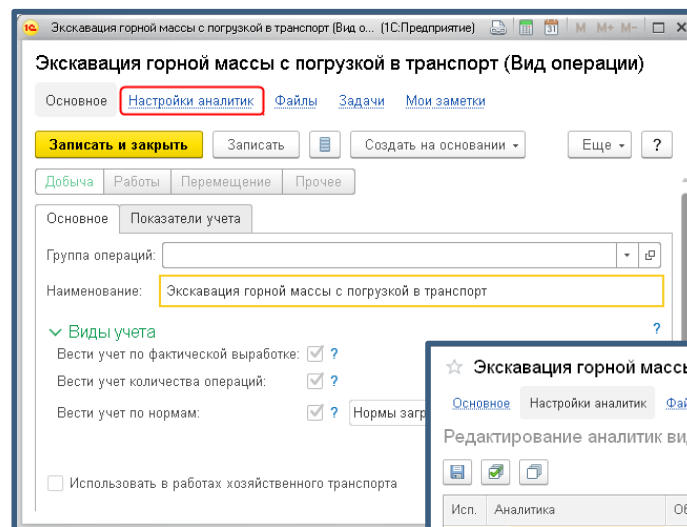 Экскавация горной массы с погрузкой в транспорт (Вид о... (1С:Предприятие) 31 M M+ M-
Экскавация горной массы с погрузкой в транспорт (Вид операции)
Основное Настройки аналитик Файлы Задачи Мои заметки
Записать и закрыть Записать Создать на основании Еще ?
Добыча Работы Перемещение Прочее
Основное Показатели учета
Группа операций:
Наименование: Экскавация горной массы с погрузкой в транспорт
Виды учета ?
Вести учет по фактической выработке: ?
Вести учет количества операций: ?
Вести учет по нормам: ? Нормы загр
Использовать в работах хозяйственного транспорта
Экскавация горной массы
Основное Настройки аналитик Фай
Редактирование аналитик ви
Исп. Аналитика Об